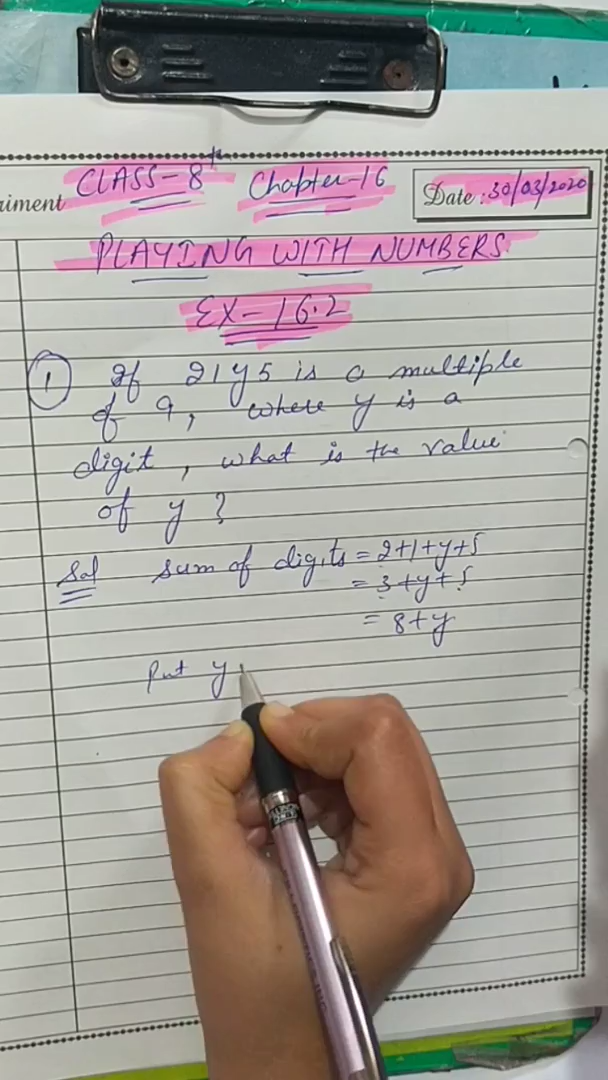 aiment
CLASS-8th Chapter-16
Date: 30/03/2020
PLAYING WITH NUMBERS
EX-16.2
1 If 21y5 is a multiple
of 9, where y is a
digit, what is the value
of y ?
Sol sum of digits = 2+1+y+5
= 3+y+5
= 8+y
Put y